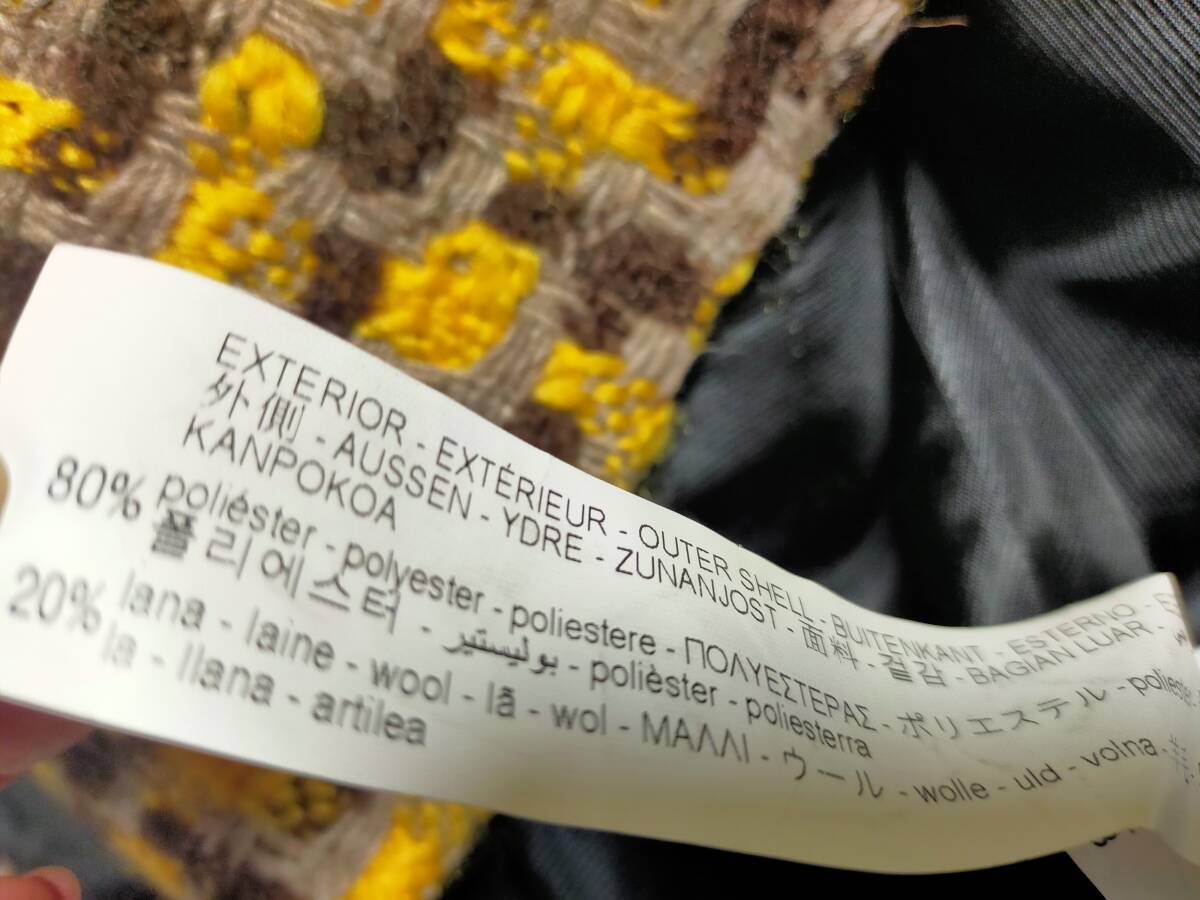 EXTERIOR - EXTÉRIEUR - OUTER SHELL - BUITENKANT - ESTERNO -
外側 - AUSSEN - YDRE - ZUNANJOST - 面料 - 겉감 - BAGIAN LUAR -
KANPOKOA
80% poliéster - polyester - poliestere - ΠΟΛΥΕΣΤΕΡΑΣ - ポリエステル - poliester
폴리에스터 - بوليستير - polièster - poliesterra
20% lana - laine - wool - lã - wol - ΜΑΛΛΙ - ウール - wolle - uld - volna -
la - llana - artilea